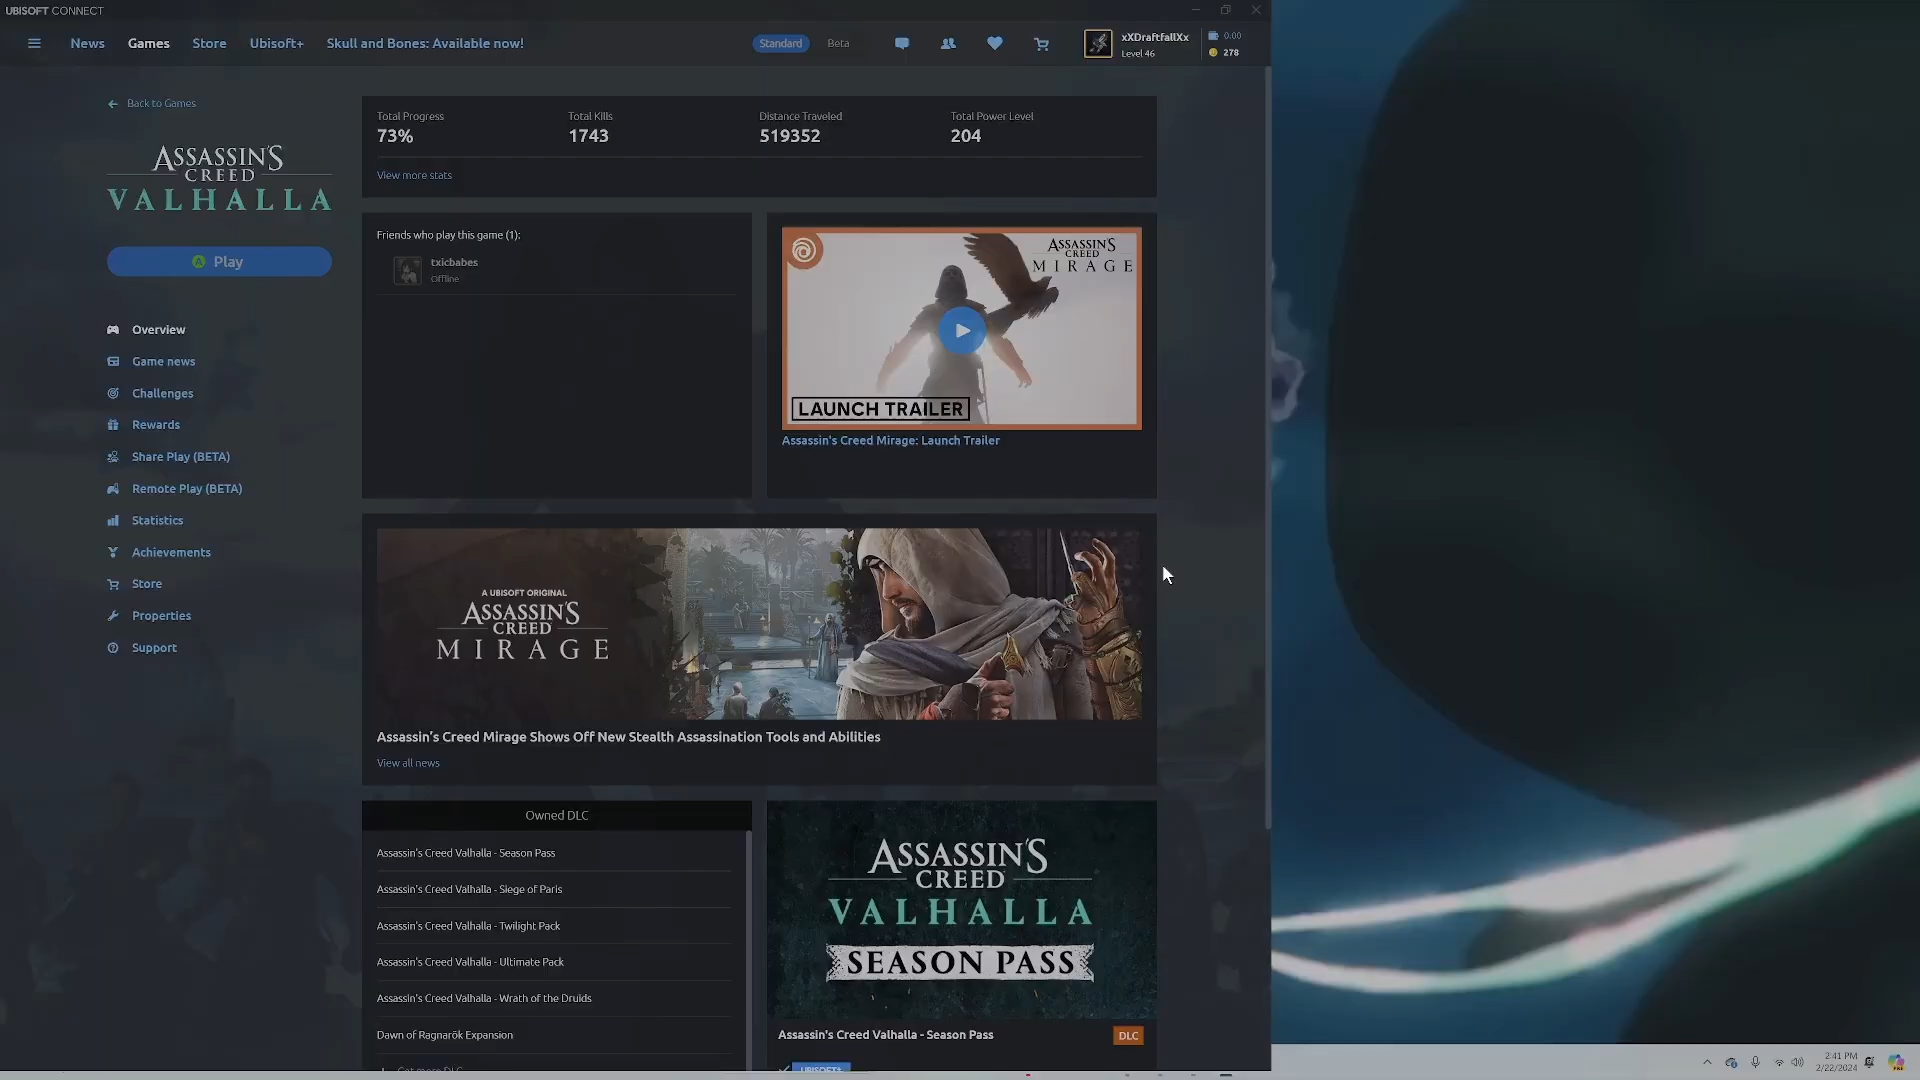 UBISOFT CONNECT
News
Games
Store
Ubisoft+
Skull and Bones: Available now!
Standard
Beta
xXDraftfallXx
Level 46
0.00
278
Back to Games
ASSASSIN'S
CREED
VALHALLA
A Play
Overview
Game news
Challenges
Rewards
Share Play (BETA)
Remote Play (BETA)
Statistics
Achievements
Store
Properties
Support
Total Progress
73%
Total Kills
1743
Distance Traveled
519352
Total Power Level
204
View more stats
Friends who play this game (1):
txicbabes
Offline
ASSASSIN'S
CREED
MIRAGE
LAUNCH TRAILER
Assassin's Creed Mirage: Launch Trailer
A UBISOFT ORIGINAL
ASSASSIN'S
CREED
MIRAGE
Assassin's Creed Mirage Shows Off New Stealth Assassination Tools and Abilities
View all news
Owned DLC
Assassin's Creed Valhalla - Season Pass
Assassin's Creed Valhalla - Siege of Paris
Assassin's Creed Valhalla - Twilight Pack
Assassin's Creed Valhalla - Ultimate Pack
Assassin's Creed Valhalla - Wrath of the Druids
Dawn of Ragnarök Expansion
Get more DLC
ASSASSIN'S
CREED
VALHALLA
SEASON PASS
Assassin's Creed Valhalla - Season Pass
DLC
UBISOFT+
2:41 PM
2/22/2024